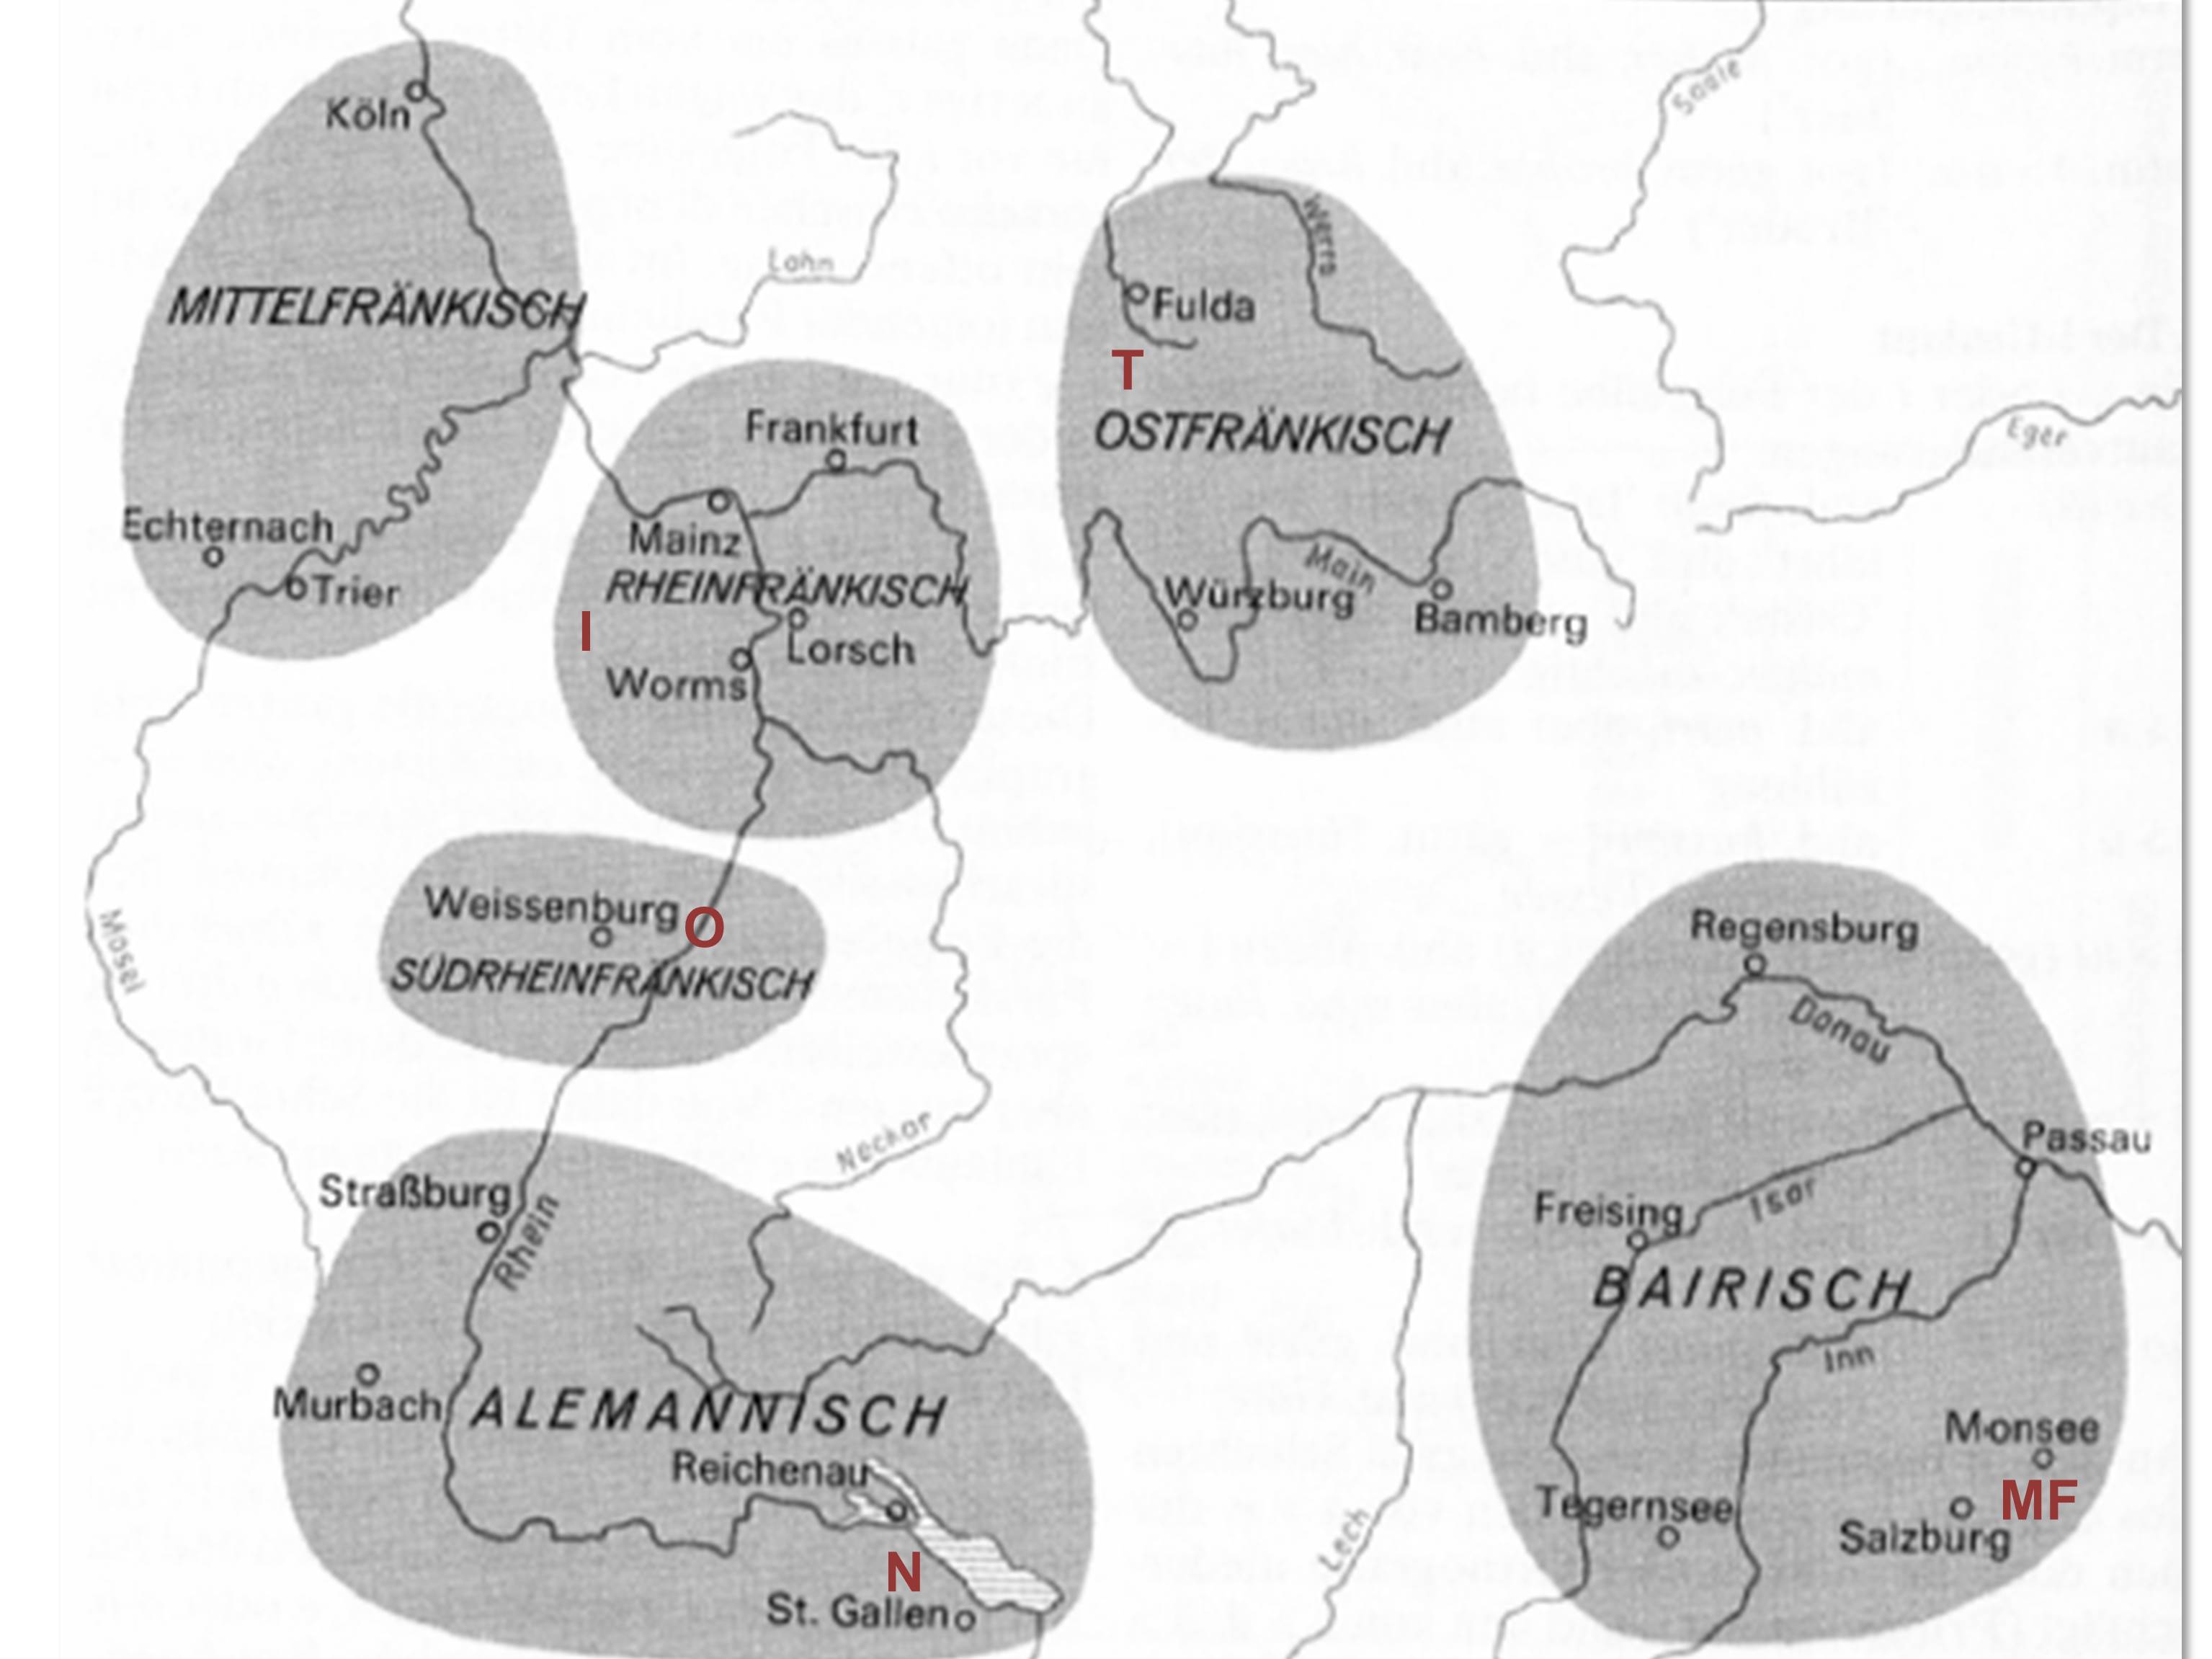 Köln
Saale
Lahn
Werra
MITTELFRÄNKISCH
Fulda
T
Frankfurt
OSTFRÄNKISCH
Eger
Echternach
Mainz
Trier
RHEINFRÄNKISCH
Main
Würzburg
Bamberg
I
Lorsch
Worms
Weissenburg
O
SÜDRHEINFRÄNKISCH
Mosel
Regensburg
Donau
Neckar
Passau
Straßburg
Rhein
Freising
Isar
BAIRISCH
Inn
Murbach
ALEMANNISCH
Monsee
Reichenau
MF
Tegernsee
Salzburg
Lech
N
St. Gallen